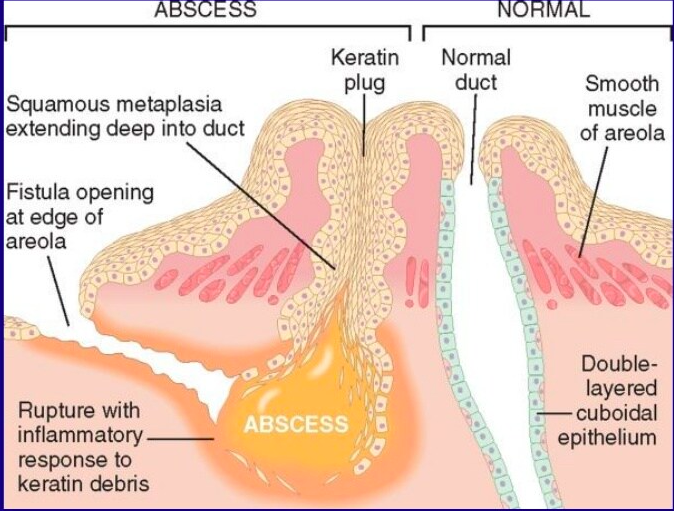 ABSCESS
NORMAL
Keratin
plug
Normal
duct
Smooth
muscle
of areola
Squamous metaplasia
extending deep into duct
Fistula opening
at edge of
areola
Double-
layered
cuboidal
epithelium
Rupture with
inflammatory
response to
keratin debris
ABSCESS